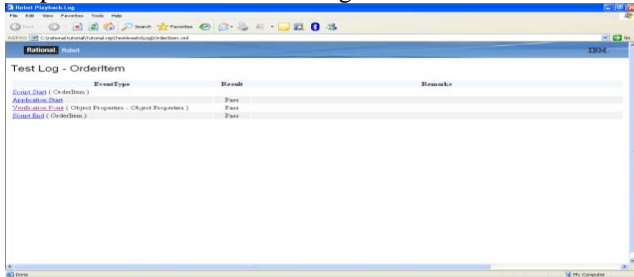 Robot Playback Log
File Edit View Favorites Tools Help
Search Favorites
Rational. Robot IBM
Test Log - OrderItem
EventType Result Remarks
Script Start ( OrderItem )
Application Start Pass
Verification Point ( Object Properties - Object Properties ) Pass
Script End ( OrderItem ) Pass
Done My Computer